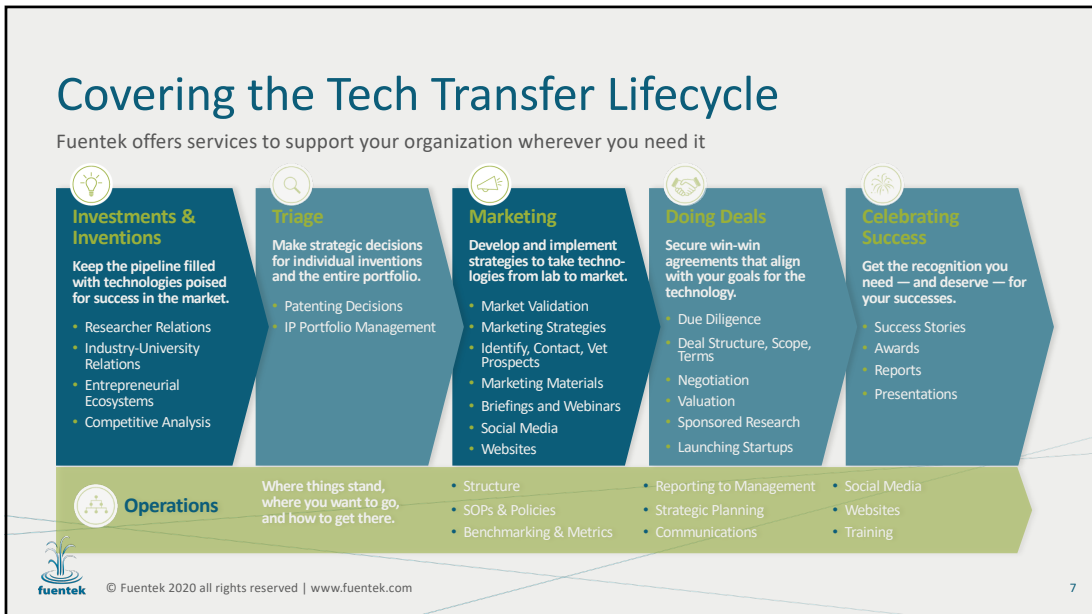 Covering the Tech Transfer Lifecycle
Fuentek offers services to support your organization wherever you need it
Investments &
Inventions
Keep the pipeline filled
with technologies poised
for success in the market.
• Researcher Relations
• Industry-University
Relations
• Entrepreneurial
Ecosystems
• Competitive Analysis
Triage
Make strategic decisions
for individual inventions
and the entire portfolio.
• Patenting Decisions
• IP Portfolio Management
Marketing
Develop and implement
strategies to take techno-
logies from lab to market.
• Market Validation
• Marketing Strategies
• Identify, Contact, Vet
Prospects
• Marketing Materials
• Briefings and Webinars
• Social Media
• Websites
Doing Deals
Secure win-win
agreements that align
with your goals for the
technology.
• Due Diligence
• Deal Structure, Scope,
Terms
• Negotiation
• Valuation
• Sponsored Research
• Launching Startups
Celebrating
Success
Get the recognition you
need — and deserve — for
your successes.
• Success Stories
• Awards
• Reports
• Presentations
Operations
Where things stand,
where you want to go,
and how to get there.
• Structure
• SOPs & Policies
• Benchmarking & Metrics
• Reporting to Management
• Strategic Planning
• Communications
• Social Media
• Websites
• Training
fuentek
© Fuentek 2020 all rights reserved | www.fuentek.com
7